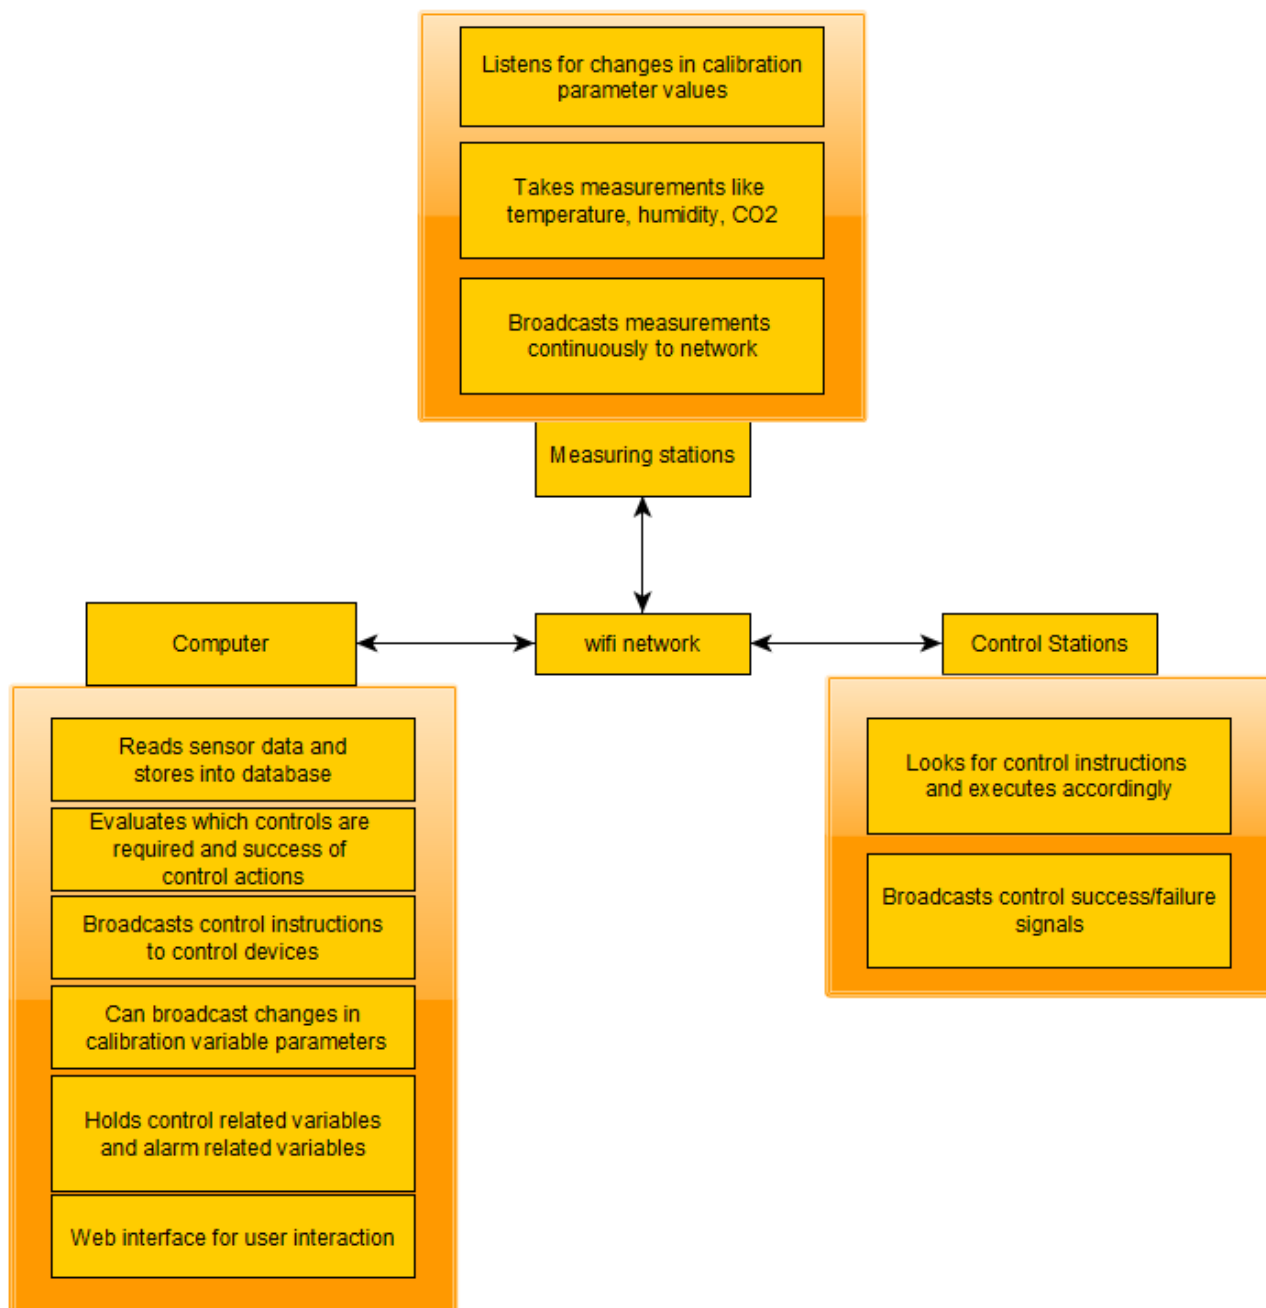 Listens for changes in calibration
parameter values
Takes measurements like
temperature, humidity, CO2
Broadcasts measurements
continuously to network
Measuring stations
Computer
wifi network
Control Stations
Reads sensor data and
stores into database
Evaluates which controls are
required and success of
control actions
Broadcasts control instructions
to control devices
Can broadcast changes in
calibration variable parameters
Holds control related variables
and alarm related variables
Web interface for user interaction
Looks for control instructions
and executes accordingly
Broadcasts control success/failure
signals